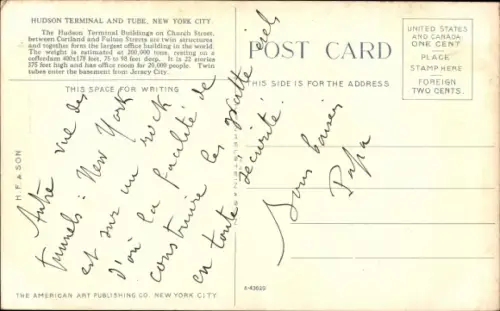 HUDSON TERMINAL AND TUBE, NEW YORK CITY.
The Hudson Terminal Buildings on Church Street,
between Cortland and Fulton Streets are twin structures
and together form the largest office building in the
world. The weight is estimated at 200,000 tons, resting on a
cofferdam 400x178 feet, 75 to 98 feet deep. It is 22 stories
275 feet high and has office room for 20,000 people. Twin
tubes enter the basement from Jersey City.
THIS SPACE FOR WRITING
POST CARD
THIS SIDE IS FOR THE ADDRESS
UNITED STATES
AND CANADA
ONE CENT
PLACE
STAMP HERE
FOREIGN
TWO CENTS.
H. F. & SON
Autre vue des
tunnels: New York
est sur un rock
d'où la facilité de
construire les gratte ciels
en toute sécurité.
Bons baisers
Papa
THE AMERICAN ART PUBLISHING CO. NEW YORK CITY